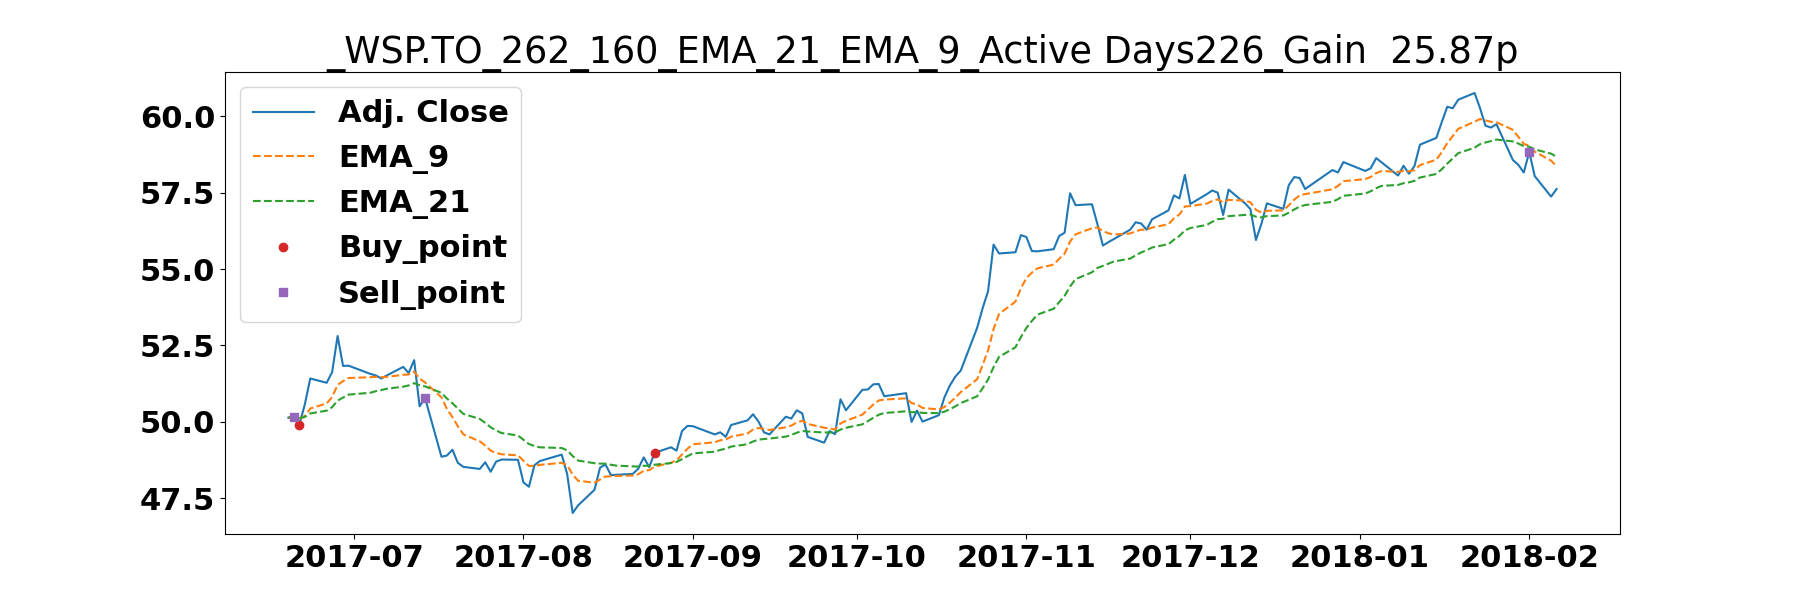 _WSP.TO_262_160_EMA_21_EMA_9_Active Days226_Gain  25.87p
60.0
57.5
55.0
52.5
50.0
47.5
Adj. Close
EMA_9
EMA_21
Buy_point
Sell_point
2017-07 2017-08 2017-09 2017-10 2017-11 2017-12 2018-01 2018-02